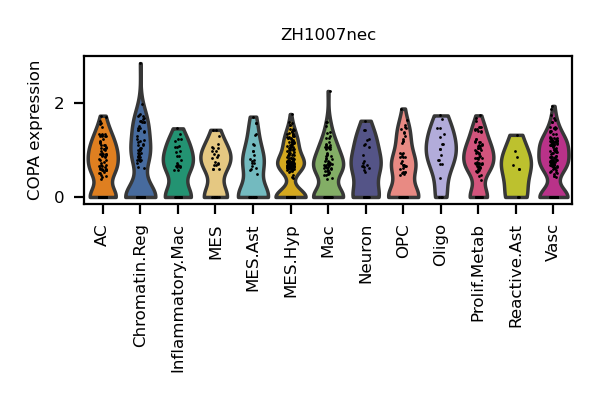 ZH1007nec
COPA expression
2
0
AC
Chromatin.Reg
Inflammatory.Mac
MES
MES.Ast
MES.Hyp
Mac
Neuron
OPC
Oligo
Prolif.Metab
Reactive.Ast
Vasc